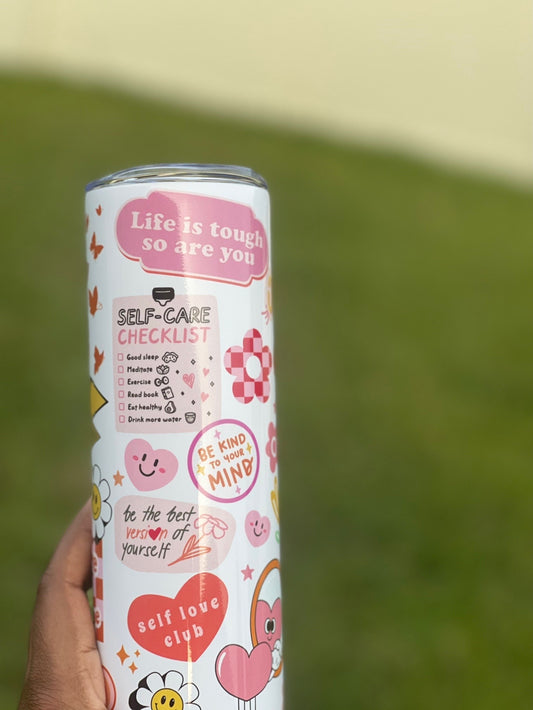 Life is tough
so are you
SELF-CARE
CHECKLIST
Good sleep
Meditate
Exercise
Read book
Eat healthy
Drink more water
BE KIND
TO YOUR
MIND
be the best
version of
yourself
self love
club